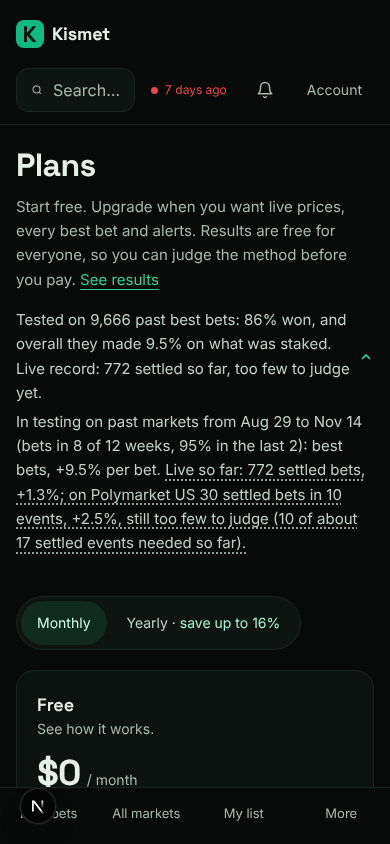 Kismet
Search...
7 days ago
Account
Plans
Start free. Upgrade when you want live prices,
every best bet and alerts. Results are free for
everyone, so you can judge the method before
you pay. See results
Tested on 9,666 past best bets: 86% won, and
overall they made 9.5% on what was staked.
Live record: 772 settled so far, too few to judge
yet.
In testing on past markets from Aug 29 to Nov 14
(bets in 8 of 12 weeks, 95% in the last 2): best
bets, +9.5% per bet. Live so far: 772 settled bets,
+1.3%; on Polymarket US 30 settled bets in 10
events, +2.5%, still too few to judge (10 of about
17 settled events needed so far).
Monthly
Yearly · save up to 16%
Free
See how it works.
$0 / month
bets
All markets
My list
More